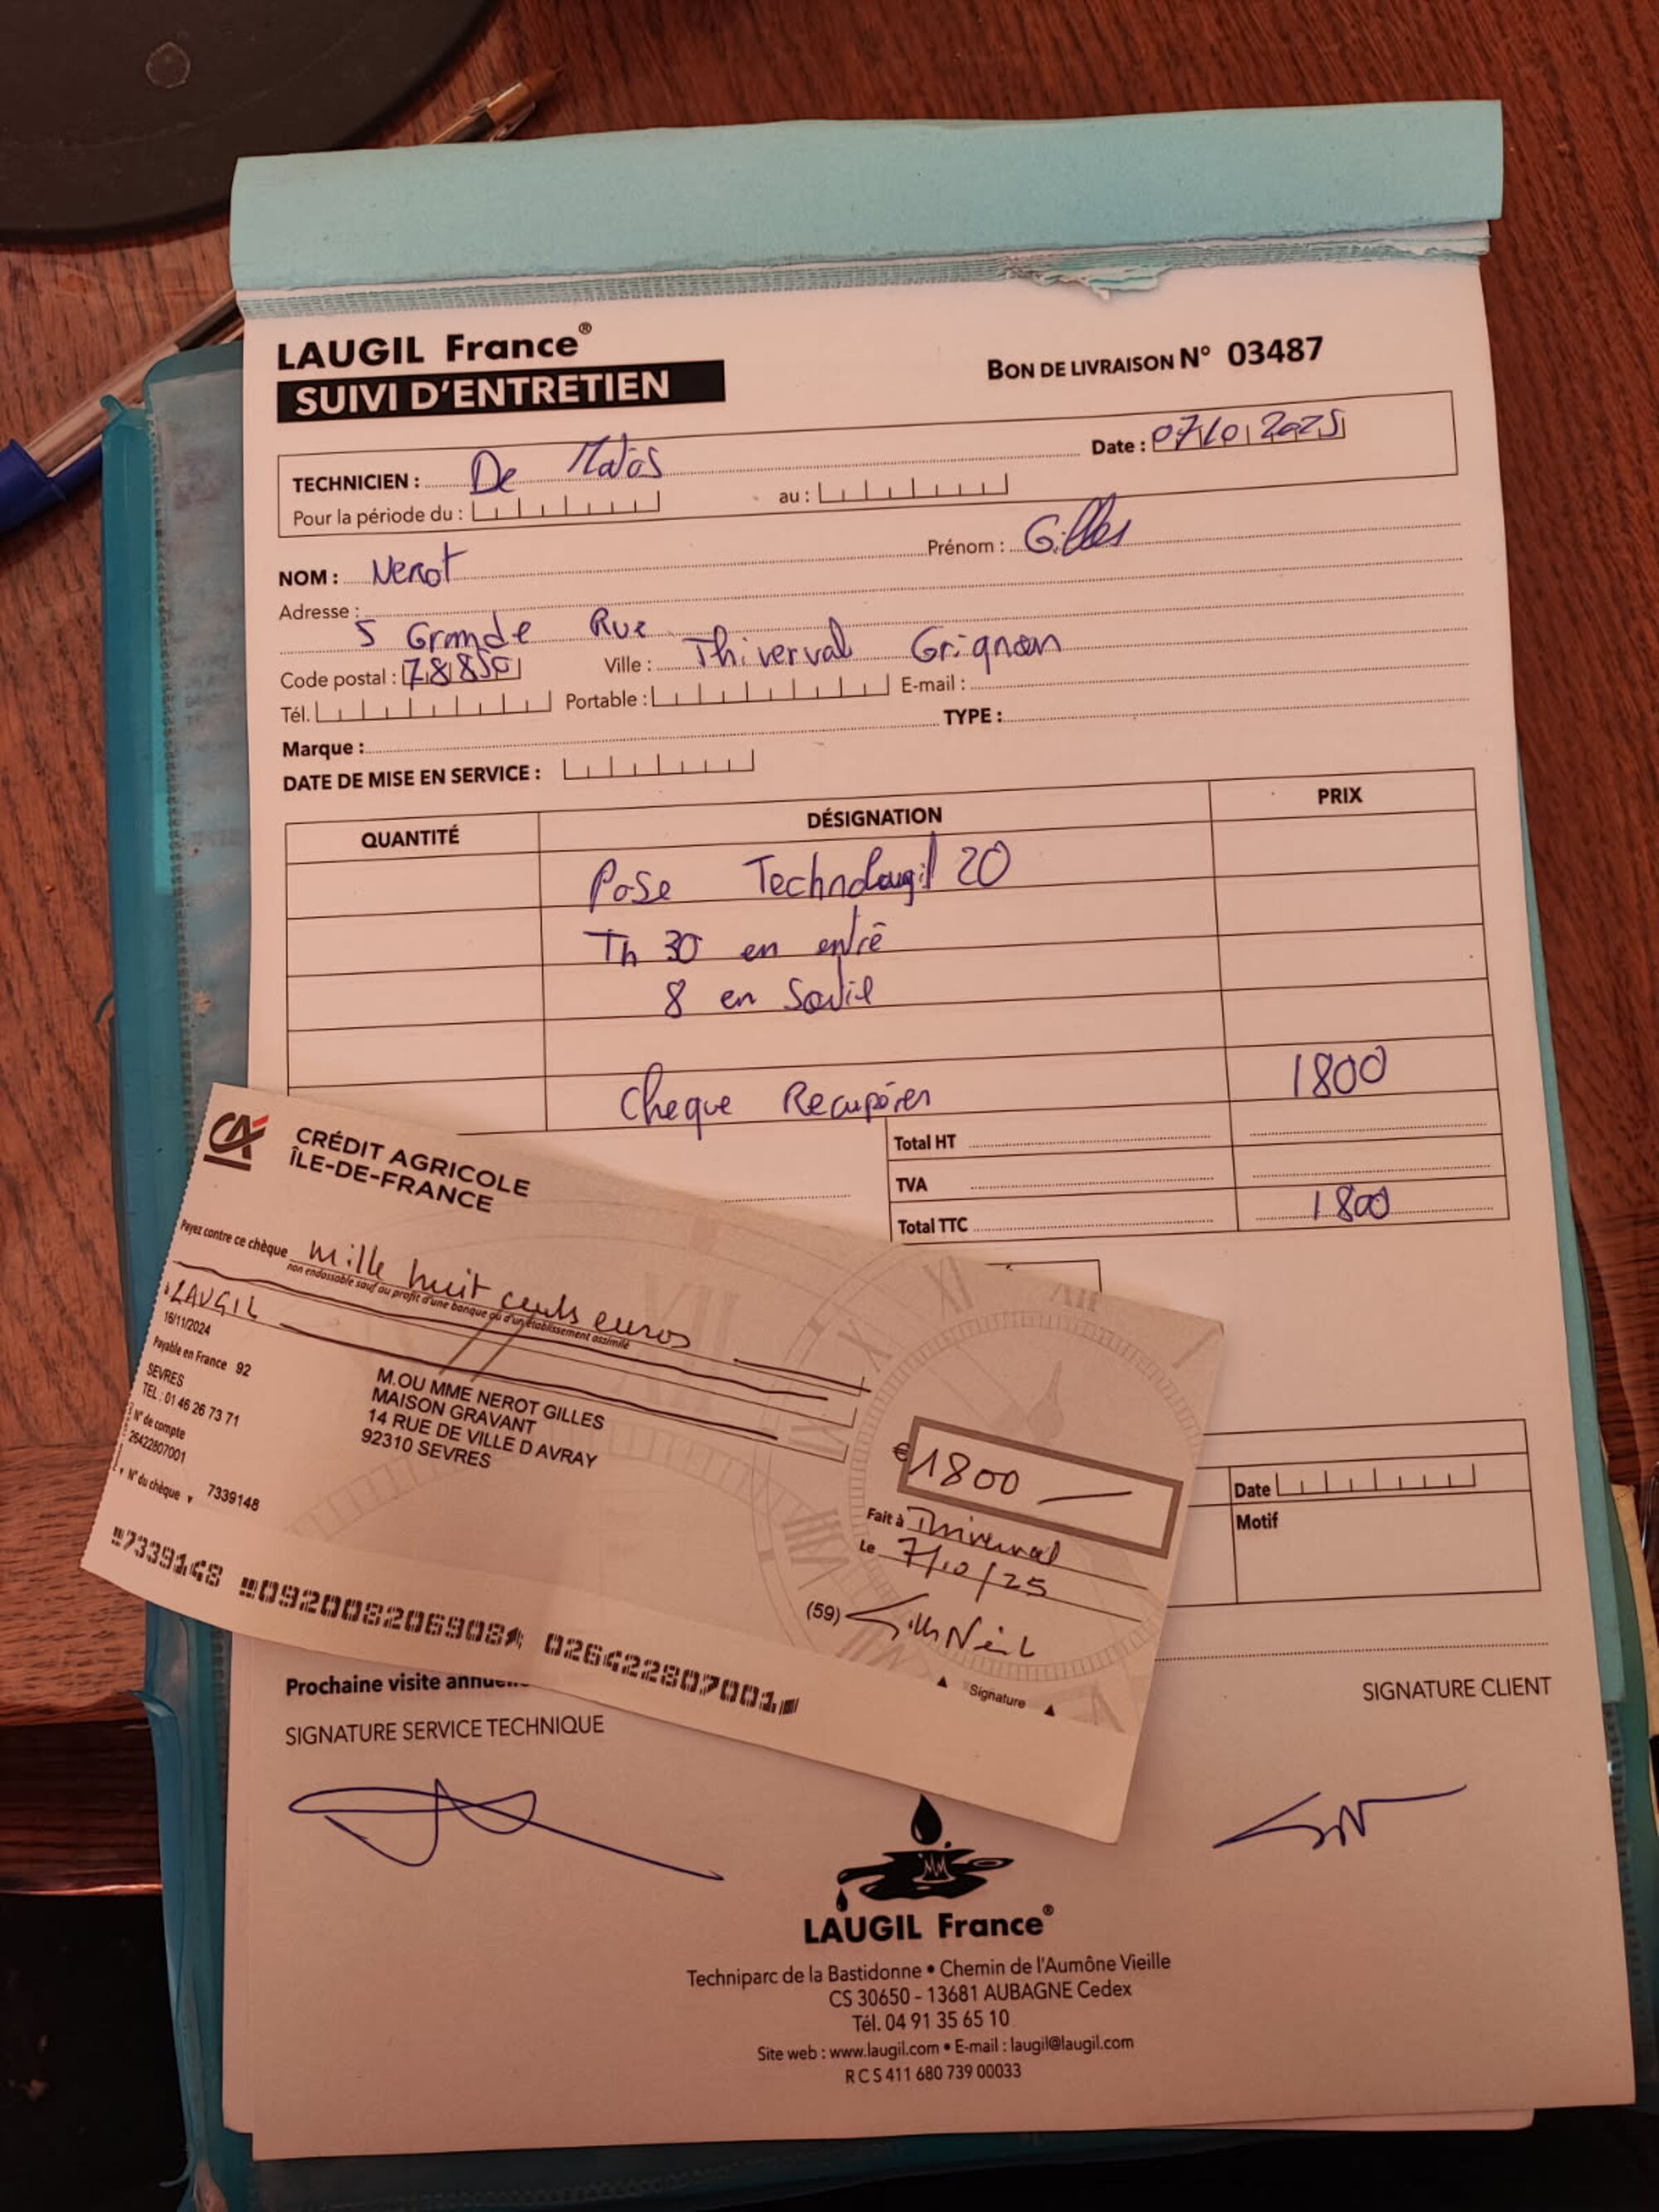 LAUGIL France®
SUIVI D'ENTRETIEN
BON DE LIVRAISON N° 03487
TECHNICIEN : De Matos
Date : 07/10/2025
Pour la période du : au :
NOM : Nerot Prénom : Gilles
Adresse :
5 Grande Rue
Code postal : 78850 Ville : Thiverval Grignon
Tél. Portable : E-mail :
Marque : TYPE :
DATE DE MISE EN SERVICE :
QUANTITÉ DÉSIGNATION PRIX
Pose Technolaugil 20
Th 30 en entré
8 en Sortie
Cheque Recupérer 1800
Total HT
TVA
Total TTC 1800
CA
CRÉDIT AGRICOLE
ÎLE-DE-FRANCE
Payez contre ce chèque mille huit cents euros
non endossable sauf au profit d'une banque ou d'un établissement assimilé
à LAUGIL
16/11/2024
Payable en France 92
SEVRES
TEL : 01 46 26 73 71
N° de compte
26422807001
N° du chèque 7339148
M.OU MME NEROT GILLES
MAISON GRAVANT
14 RUE DE VILLE D AVRAY
92310 SEVRES
€ 1800
Fait à Thiverval
Le 7/10/25
(59)
Signature
7339148 092008206908 026422807001
Date
Motif
Prochaine visite
SIGNATURE SERVICE TECHNIQUE
SIGNATURE CLIENT
LAUGIL France®
Techniparc de la Bastidonne • Chemin de l'Aumône Vieille
CS 30650 - 13681 AUBAGNE Cedex
Tél. 04 91 35 65 10
Site web : www.laugil.com • E-mail : laugil@laugil.com
R C S 411 680 739 00033